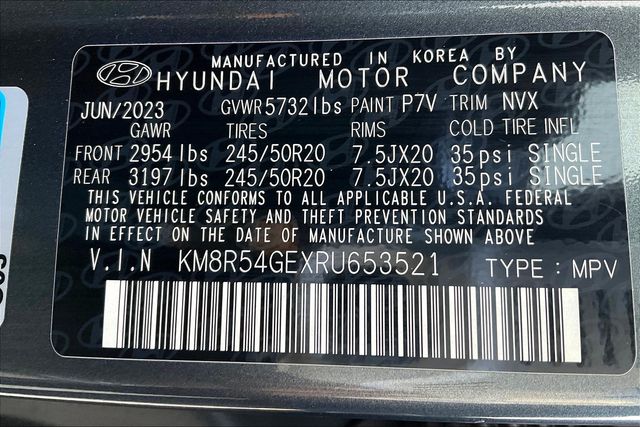 MANUFACTURED IN KOREA BY
HYUNDAI MOTOR COMPANY
JUN/2023 GVWR 5732 lbs PAINT P7V TRIM NVX
GAWR TIRES RIMS COLD TIRE INFL
FRONT 2954 lbs 245/50R20 7.5JX20 35 psi SINGLE
REAR 3197 lbs 245/50R20 7.5JX20 35 psi SINGLE
THIS VEHICLE CONFORMS TO ALL APPLICABLE U.S.A. FEDERAL
MOTOR VEHICLE SAFETY AND THEFT PREVENTION STANDARDS
IN EFFECT ON THE DATE OF MANUFACTURE SHOWN ABOVE
V.I.N KM8R54GEXRU653521 TYPE : MPV